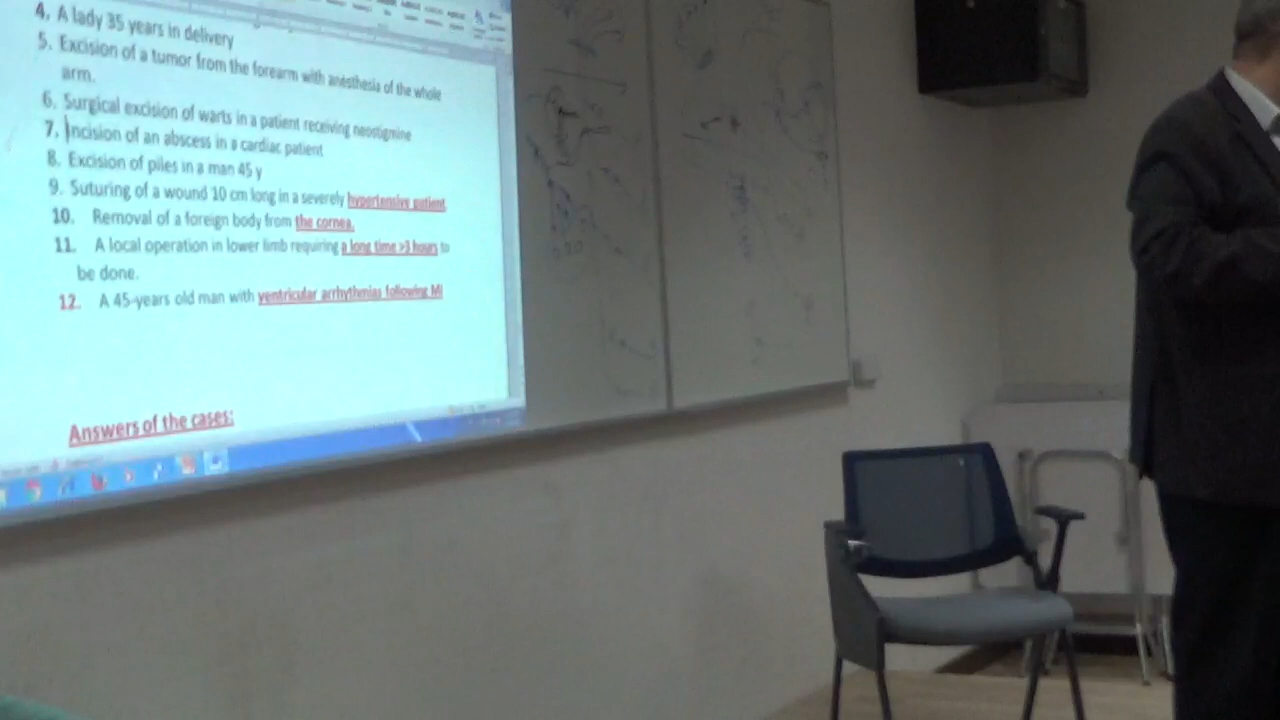 4. A lady 35 years in delivery
5. Excision of a tumor from the forearm with anesthesia of the whole
arm.
6. Surgical excision of warts in a patient receiving neostigmine
7. Incision of an abscess in a cardiac patient
8. Excision of piles in a man 45 y
9. Suturing of a wound 10 cm long in a severely hypertensive patient
10. Removal of a foreign body from the cornea.
11. A local operation in lower limb requiring a long time >3 hours to
be done.
12. A 45-years old man with ventricular arrhythmias following MI
Answers of the cases: